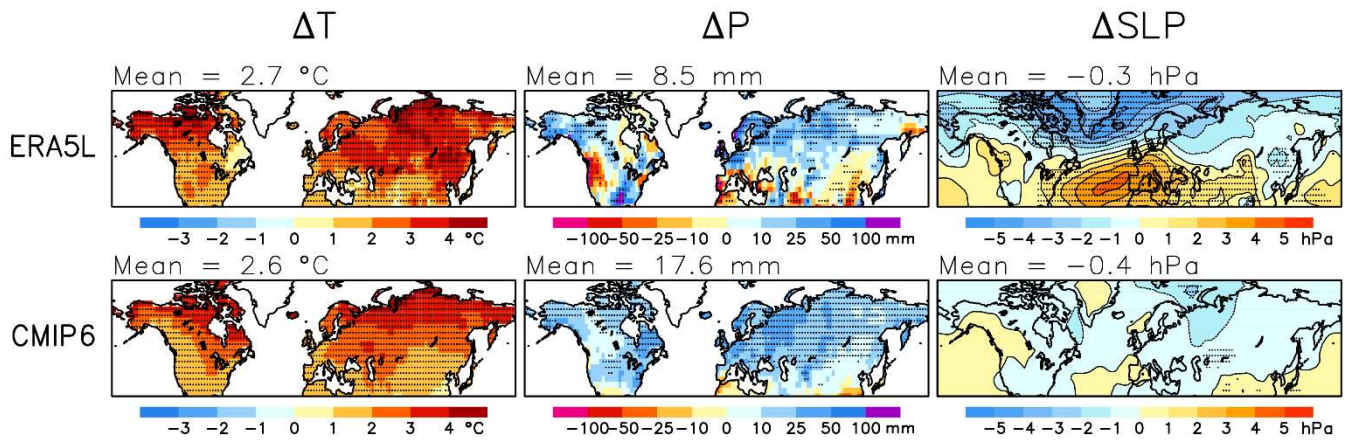 ΔT ΔP ΔSLP
Mean = 2.7 °C Mean = 8.5 mm Mean = −0.3 hPa
ERA5L
−3 −2 −1 0 1 2 3 4 °C −100 −50 −25 −10 0 10 25 50 100 mm −5 −4 −3 −2 −1 0 1 2 3 4 5 hPa
Mean = 2.6 °C Mean = 17.6 mm Mean = −0.4 hPa
CMIP6
−3 −2 −1 0 1 2 3 4 °C −100 −50 −25 −10 0 10 25 50 100 mm −5 −4 −3 −2 −1 0 1 2 3 4 5 hPa